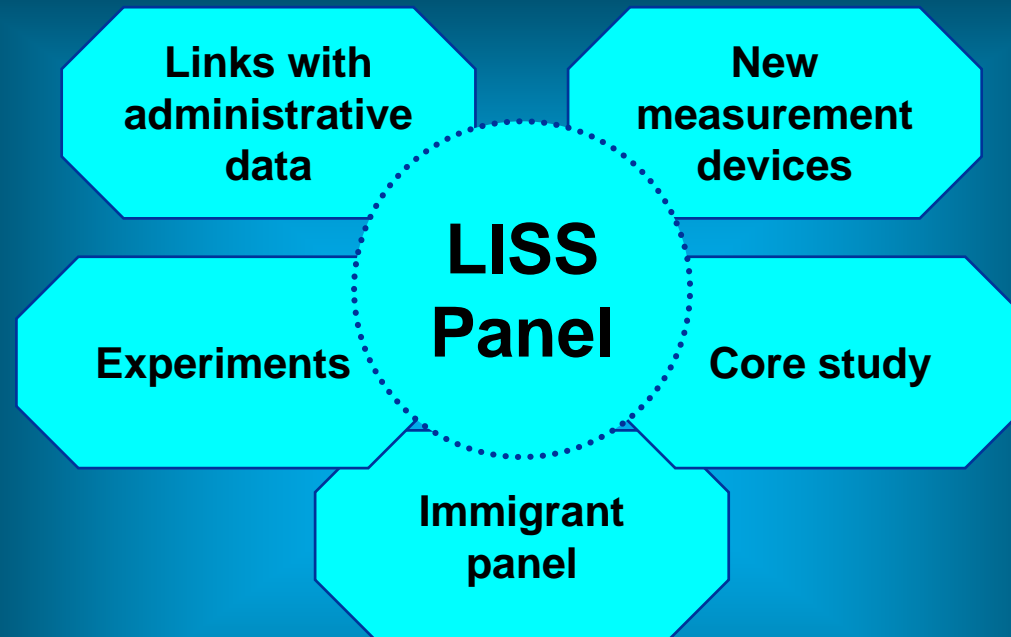 Links with
administrative
data
New
measurement
devices
LISS
Panel
Experiments
Core study
Immigrant
panel